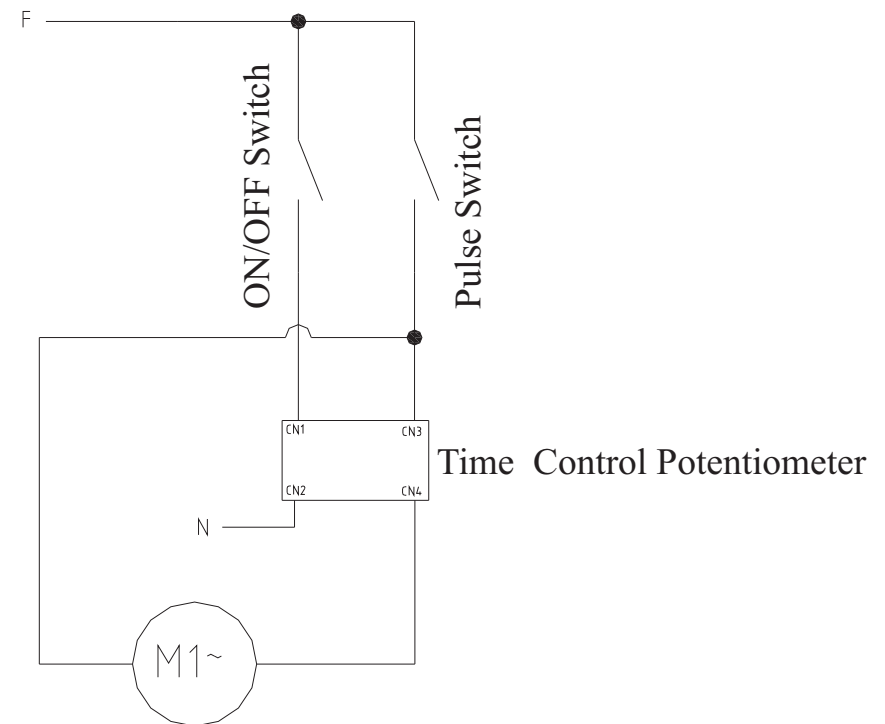 F
ON/OFF Switch
Pulse Switch
CN1
CN3
Time Control Potentiometer
CN2
CN4
N
M1~